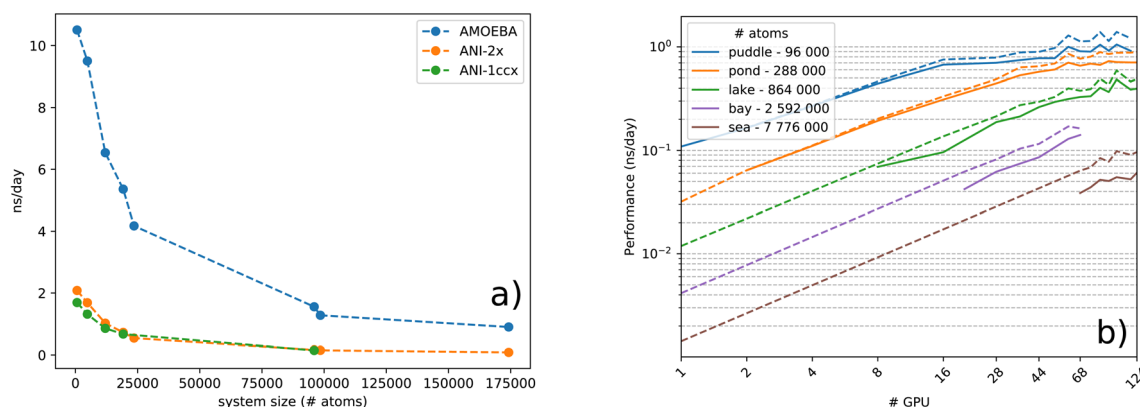 10
8
6
4
2
0
ns/day
AMOEBA
ANI-2x
ANI-1ccx
a)
0 25000 50000 75000 100000 125000 150000 175000
system size (# atoms)
10⁰
10⁻¹
10⁻²
Performance (ns/day)
# atoms
puddle - 96 000
pond - 288 000
lake - 864 000
bay - 2 592 000
sea - 7 776 000
b)
1 2 4 8 16 28 44 68
# GPU